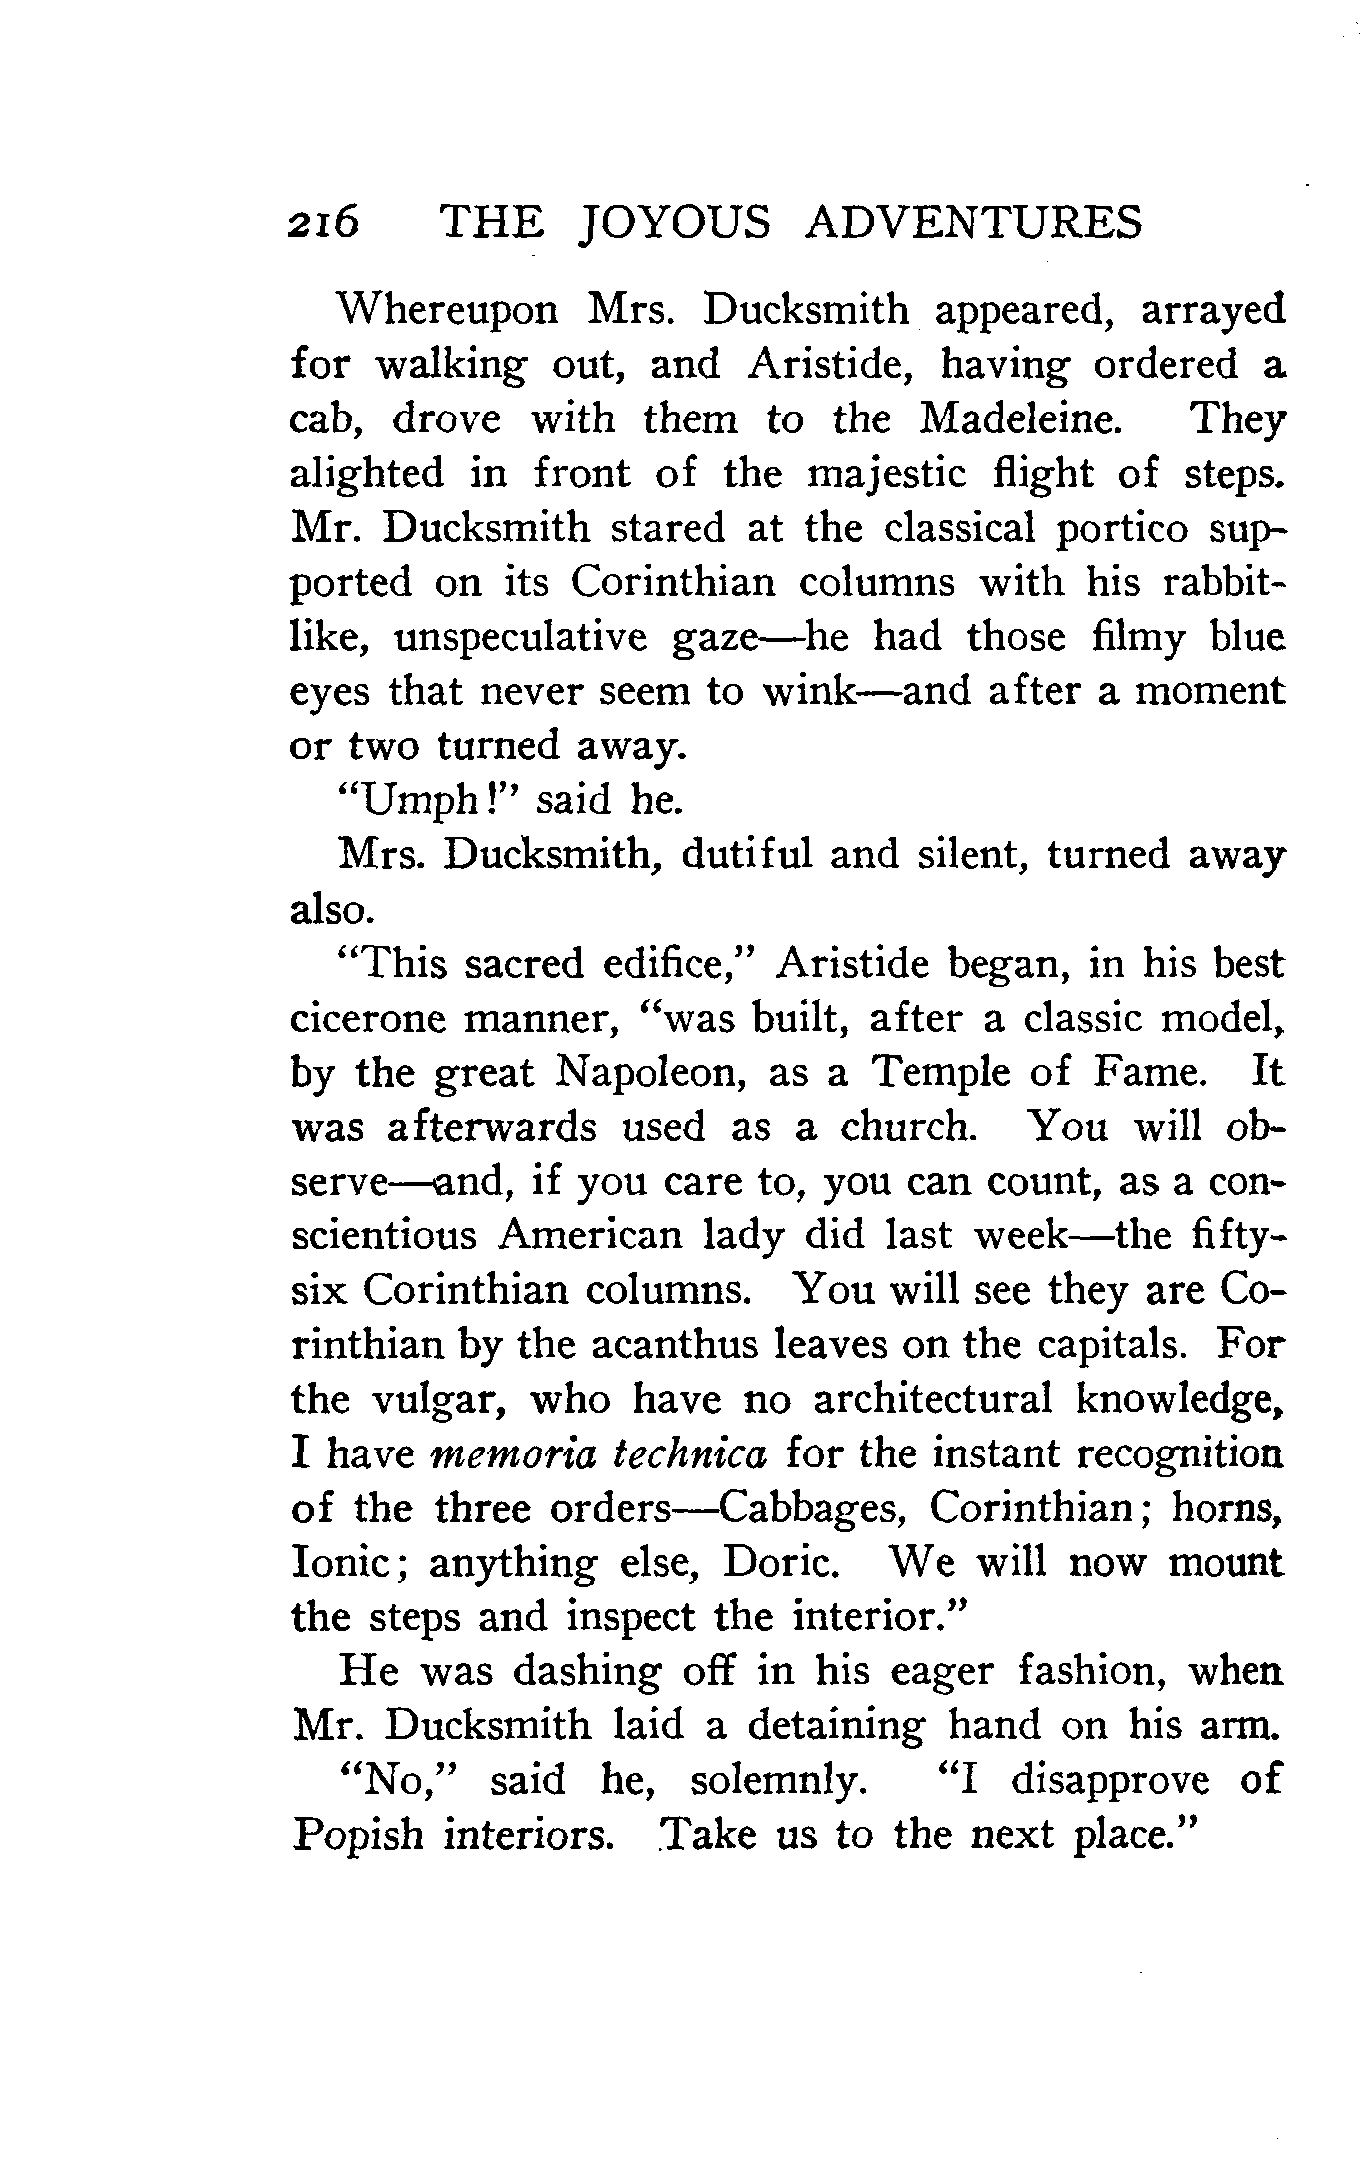 216 THE JOYOUS ADVENTURES
Whereupon Mrs. Ducksmith appeared, arrayed
for walking out, and Aristide, having ordered a
cab, drove with them to the Madeleine. They
alighted in front of the majestic flight of steps.
Mr. Ducksmith stared at the classical portico sup-
ported on its Corinthian columns with his rabbit-
like, unspeculative gaze—he had those filmy blue
eyes that never seem to wink—and after a moment
or two turned away.
“Umph!” said he.
Mrs. Ducksmith, dutiful and silent, turned away
also.
“This sacred edifice,” Aristide began, in his best
cicerone manner, “was built, after a classic model,
by the great Napoleon, as a Temple of Fame. It
was afterwards used as a church. You will ob-
serve—and, if you care to, you can count, as a con-
scientious American lady did last week—the fifty-
six Corinthian columns. You will see they are Co-
rinthian by the acanthus leaves on the capitals. For
the vulgar, who have no architectural knowledge,
I have memoria technica for the instant recognition
of the three orders—Cabbages, Corinthian; horns,
Ionic; anything else, Doric. We will now mount
the steps and inspect the interior.”
He was dashing off in his eager fashion, when
Mr. Ducksmith laid a detaining hand on his arm.
“No,” said he, solemnly. “I disapprove of
Popish interiors. Take us to the next place.”